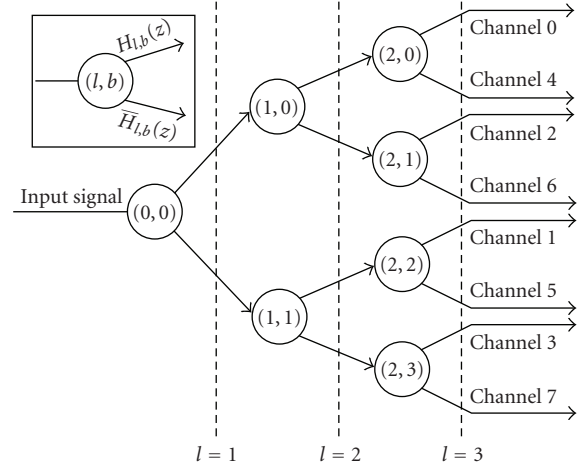 H_{l,b}(z)
(l, b)
H̅_{l,b}(z)
Input signal
(0, 0)
(1, 0)
(1, 1)
(2, 0)
(2, 1)
(2, 2)
(2, 3)
Channel 0
Channel 4
Channel 2
Channel 6
Channel 1
Channel 5
Channel 3
Channel 7
l = 1
l = 2
l = 3